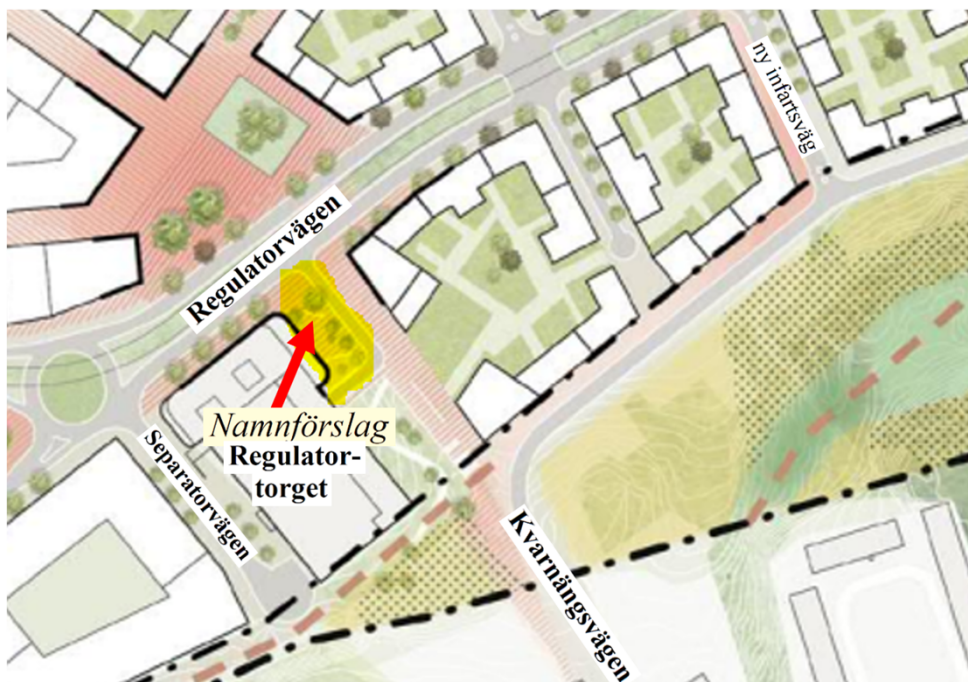 ny infartsväg
Regulatorvägen
Namnförslag
Regulator-
torget
Separatorvägen
Kvarnängsvägen